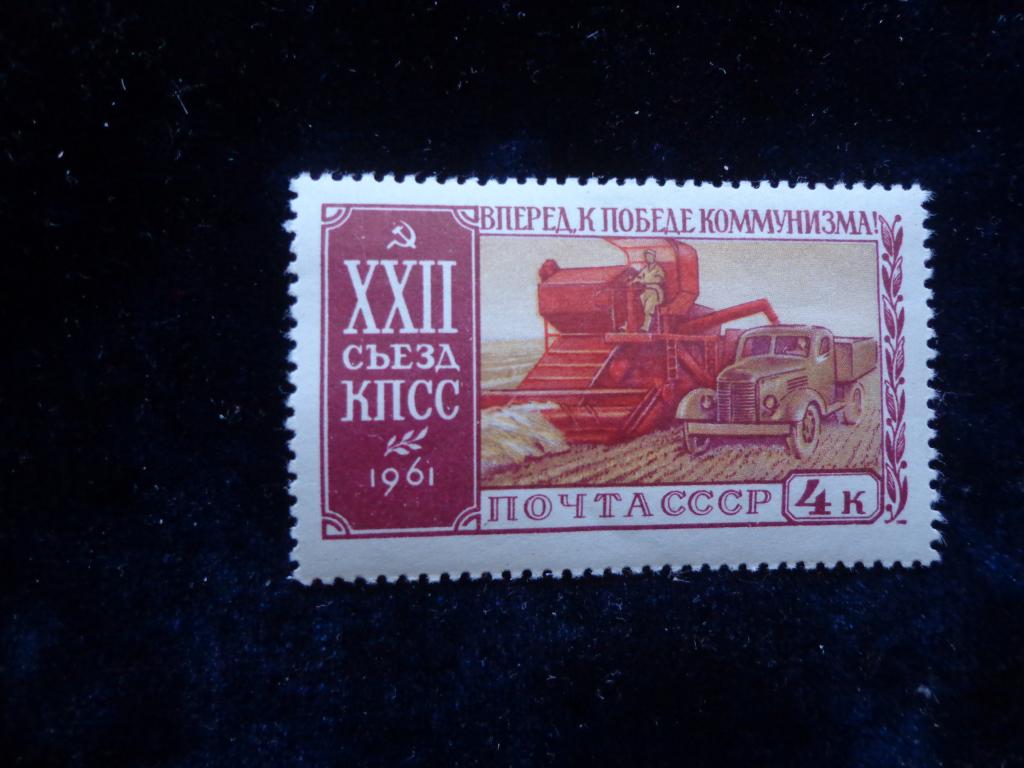 ВПЕРЕД, К ПОБЕДЕ КОММУНИЗМА!
XXII
СЪЕЗД
КПСС
1961
ПОЧТА СССР
4 К